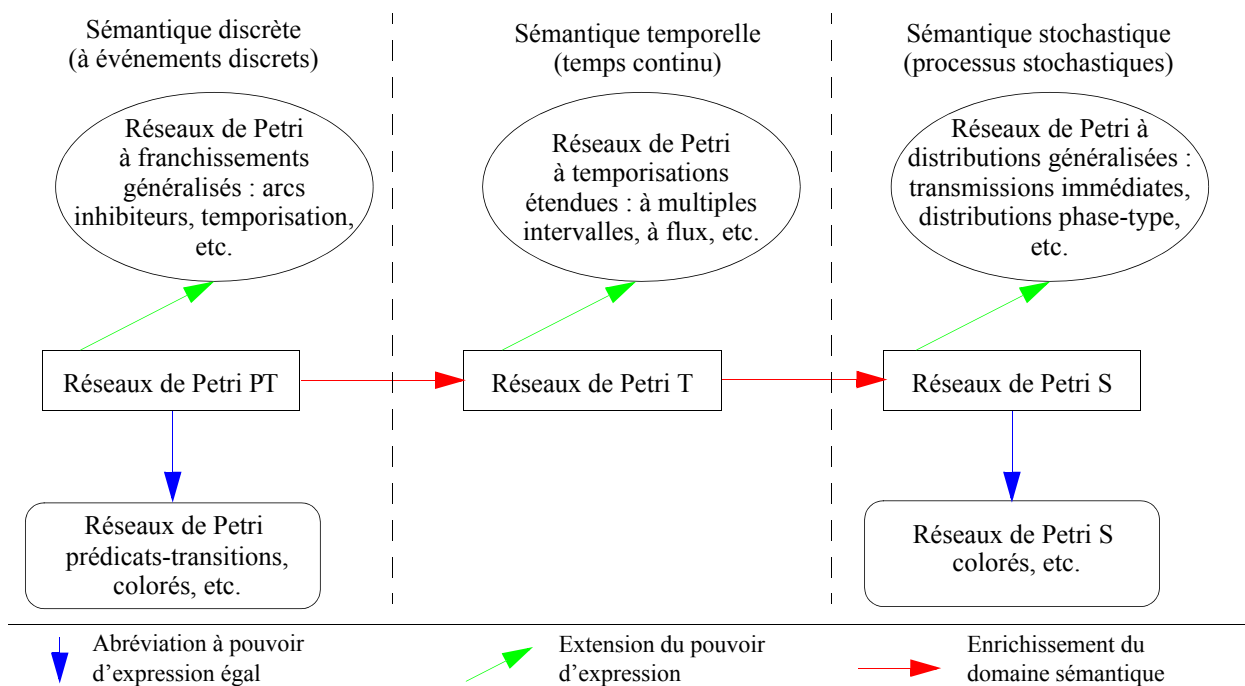 Sémantique discrète
(à événements discrets)
Sémantique temporelle
(temps continu)
Sémantique stochastique
(processus stochastiques)
Réseaux de Petri
à franchissements
généralisés : arcs
inhibiteurs, temporisation,
etc.
Réseaux de Petri
à temporisations
étendues : à multiples
intervalles, à flux, etc.
Réseaux de Petri à
distributions généralisées :
transmissions immédiates,
distributions phase-type,
etc.
Réseaux de Petri PT
Réseaux de Petri T
Réseaux de Petri S
Réseaux de Petri
prédicats-transitions,
colorés, etc.
Réseaux de Petri S
colorés, etc.
Abréviation à pouvoir
d’expression égal
Extension du pouvoir
d’expression
Enrichissement du
domaine sémantique